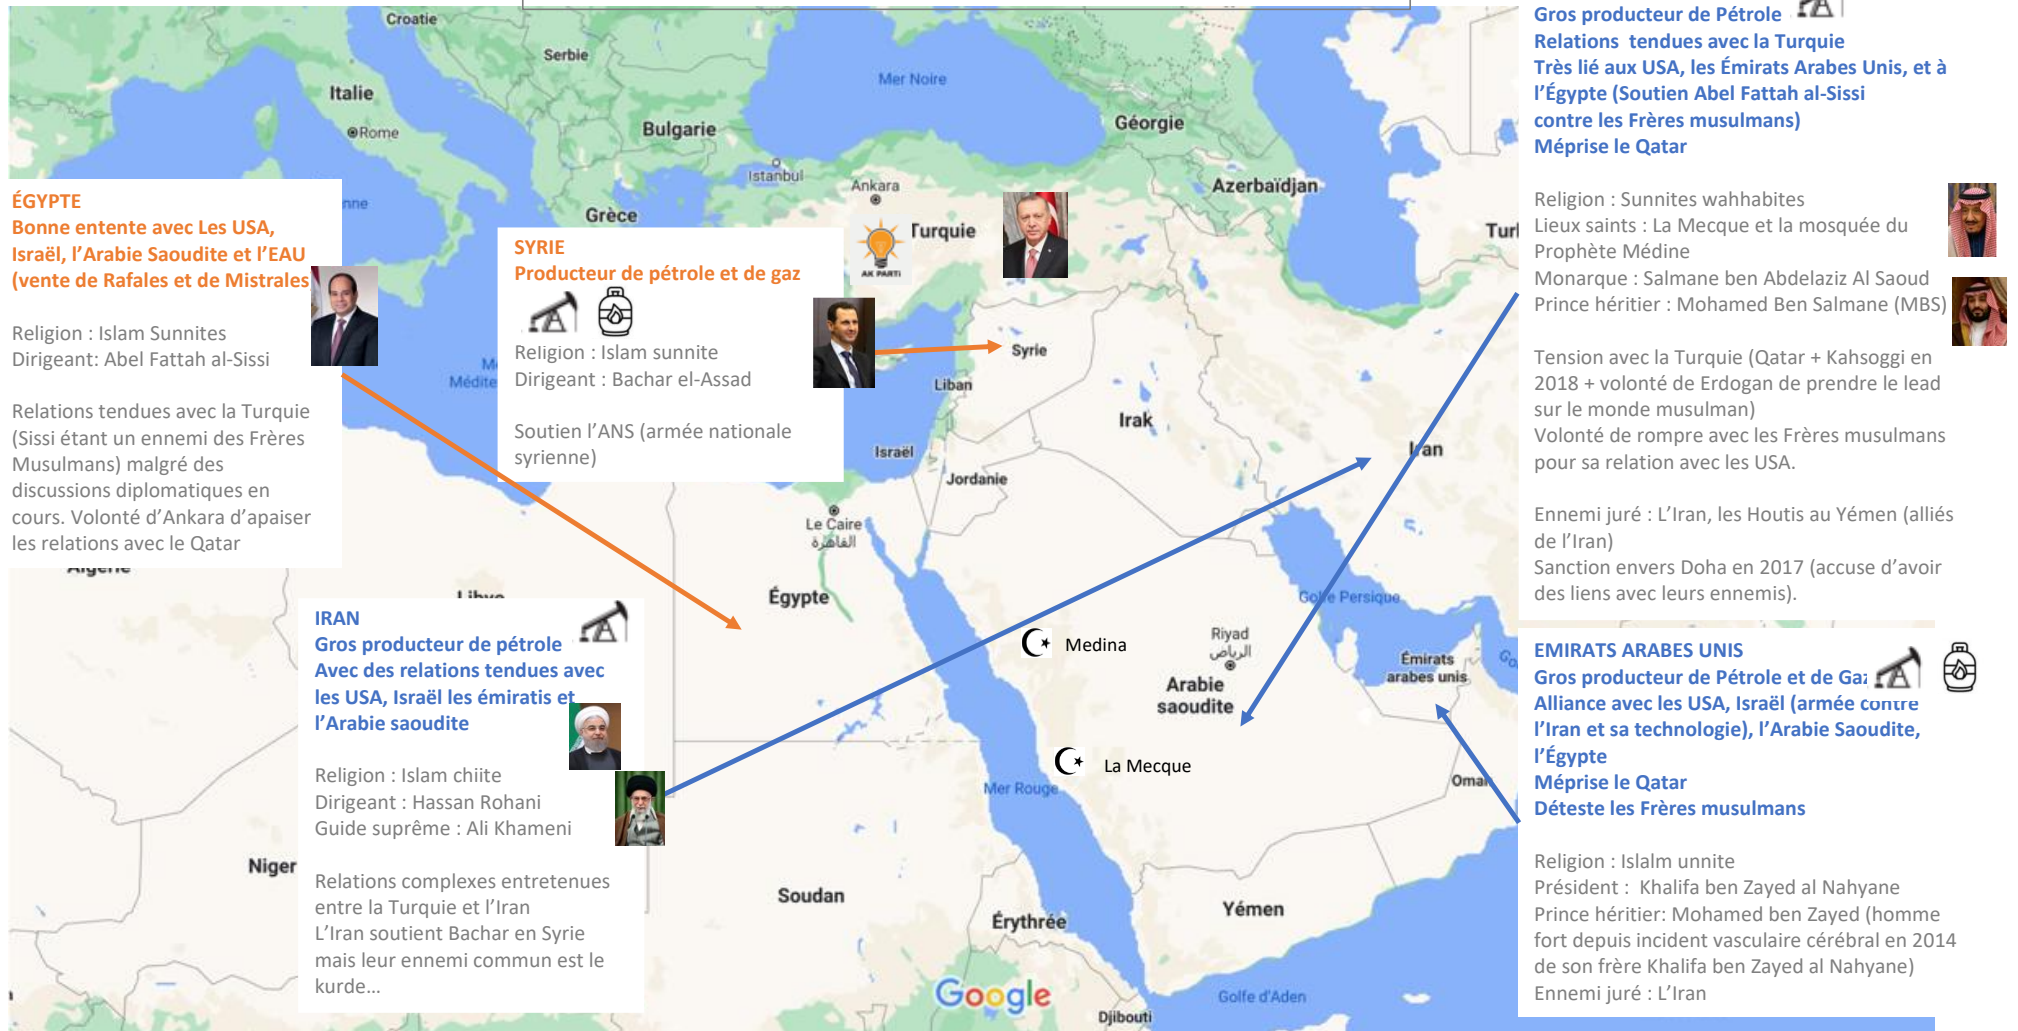 Gros producteur de Pétrole
Relations tendues avec la Turquie
Très lié aux USA, les Émirats Arabes Unis, et à
l'Égypte (Soutien Abel Fattah al-Sissi
contre les Frères musulmans)
Méprise le Qatar
Religion : Sunnites wahhabites
Lieux saints : La Mecque et la mosquée du
Prophète Médine
Monarque : Salmane ben Abdelaziz Al Saoud
Prince héritier : Mohamed Ben Salmane (MBS)
Tension avec la Turquie (Qatar + Kahsoggi en
2018 + volonté de Erdogan de prendre le lead
sur le monde musulman)
Volonté de rompre avec les Frères musulmans
pour sa relation avec les USA.
Ennemi juré : L'Iran, les Houtis au Yémen (alliés
de l'Iran)
Sanction envers Doha en 2017 (accuse d'avoir
des liens avec leurs ennemis).
ÉGYPTE
Bonne entente avec Les USA,
Israël, l'Arabie Saoudite et l'EAU
(vente de Rafales et de Mistrales
Religion : Islam Sunnites
Dirigeant: Abel Fattah al-Sissi
Relations tendues avec la Turquie
(Sissi étant un ennemi des Frères
Musulmans) malgré des
discussions diplomatiques en
cours. Volonté d'Ankara d'apaiser
les relations avec le Qatar
SYRIE
Producteur de pétrole et de gaz
Religion : Islam sunnite
Dirigeant : Bachar el-Assad
Soutien l'ANS (armée nationale
syrienne)
IRAN
Gros producteur de pétrole
Avec des relations tendues avec
les USA, Israël les émiratis et
l'Arabie saoudite
Religion : Islam chiite
Dirigeant : Hassan Rohani
Guide suprême : Ali Khameni
Relations complexes entretenues
entre la Turquie et l'Iran
L'Iran soutient Bachar en Syrie
mais leur ennemi commun est le
kurde...
EMIRATS ARABES UNIS
Gros producteur de Pétrole et de Gaz
Alliance avec les USA, Israël (armée contre
l'Iran et sa technologie), l'Arabie Saoudite,
l'Égypte
Méprise le Qatar
Déteste les Frères musulmans
Religion : Islalm unnite
Président : Khalifa ben Zayed al Nahyane
Prince héritier: Mohamed ben Zayed (homme
fort depuis incident vasculaire cérébral en 2014
de son frère Khalifa ben Zayed al Nahyane)
Ennemi juré : L'Iran
Croatie
Serbie
Italie
Rome
Bulgarie
Mer Noire
Géorgie
Istanbul
Ankara
Azerbaïdjan
Grèce
Turquie
AK PARTi
Syrie
Liban
Irak
Iran
Israël
Jordanie
Le Caire
القاهرة
Algérie
Libye
Égypte
Golfe Persique
Medina
Riyad
الرياض
Émirats
arabes unis
Arabie
saoudite
La Mecque
Mer Rouge
Oman
Niger
Soudan
Érythrée
Yémen
Google
Golfe d'Aden
Djibouti